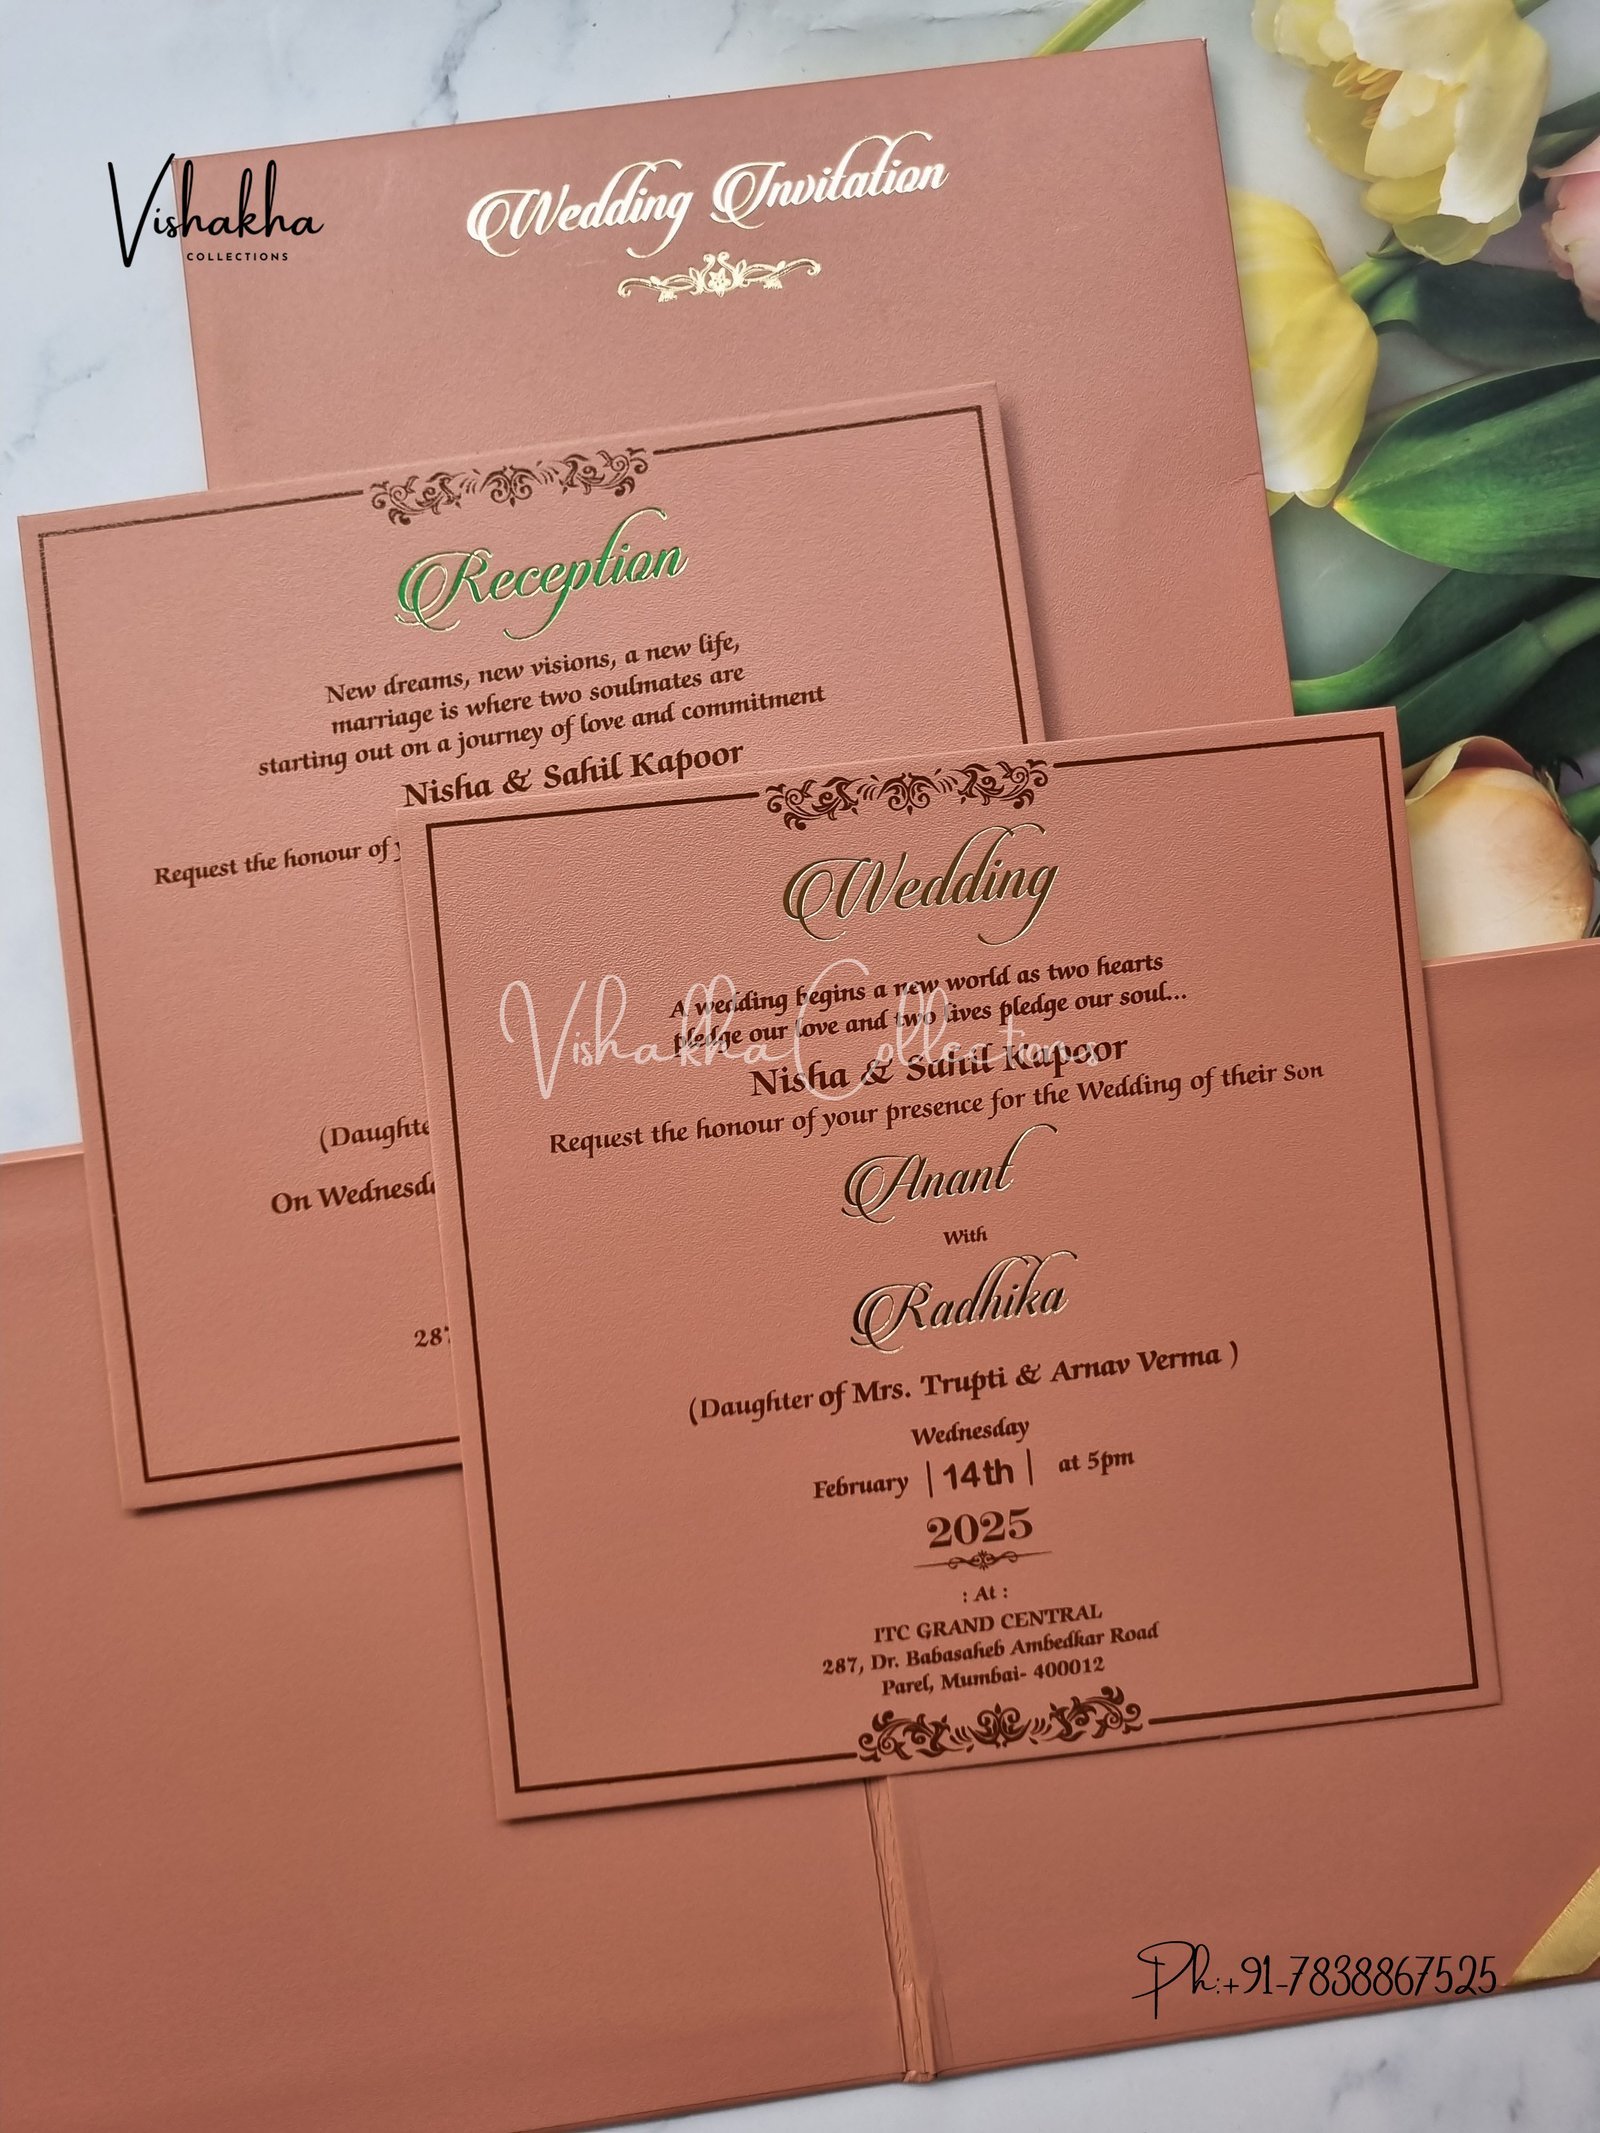 Vishakha
COLLECTIONS
Wedding Invitation
Reception
New dreams, new visions, a new life,
marriage is where two soulmates are
starting out on a journey of love and commitment
Nisha & Sahil Kapoor
Request the honour of
(Daughte
On Wednesda
287
Wedding
A wedding begins a new world as two hearts
pledge our love and two lives pledge our soul...
Vishakha Collections
Nisha & Sahil Kapoor
Request the honour of your presence for the Wedding of their Son
Anant
With
Radhika
(Daughter of Mrs. Trupti & Arnav Verma )
Wednesday
February | 14th | at 5pm
2025
: At :
ITC GRAND CENTRAL
287, Dr. Babasaheb Ambedkar Road
Parel, Mumbai- 400012
Ph:+91-7838867525